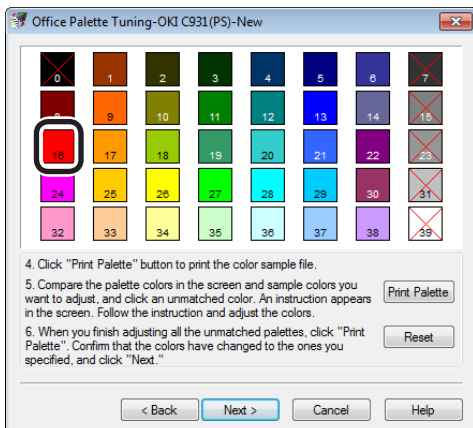 Office Palette Tuning-OKI C931(PS)-New
0 1 2 3 4 5 6 7
8 9 10 11 12 13 14 15
16 17 18 19 20 21 22 23
24 25 26 27 28 29 30 31
32 33 34 35 36 37 38 39
4. Click "Print Palette" button to print the color sample file.
5. Compare the palette colors in the screen and sample colors you
want to adjust, and click an unmatched color. An instruction appears
in the screen. Follow the instruction and adjust the colors.
Print Palette
6. When you finish adjusting all the unmatched palettes, click "Print
Palette". Confirm that the colors have changed to the ones you
specified, and click "Next."
Reset
< Back Next > Cancel Help